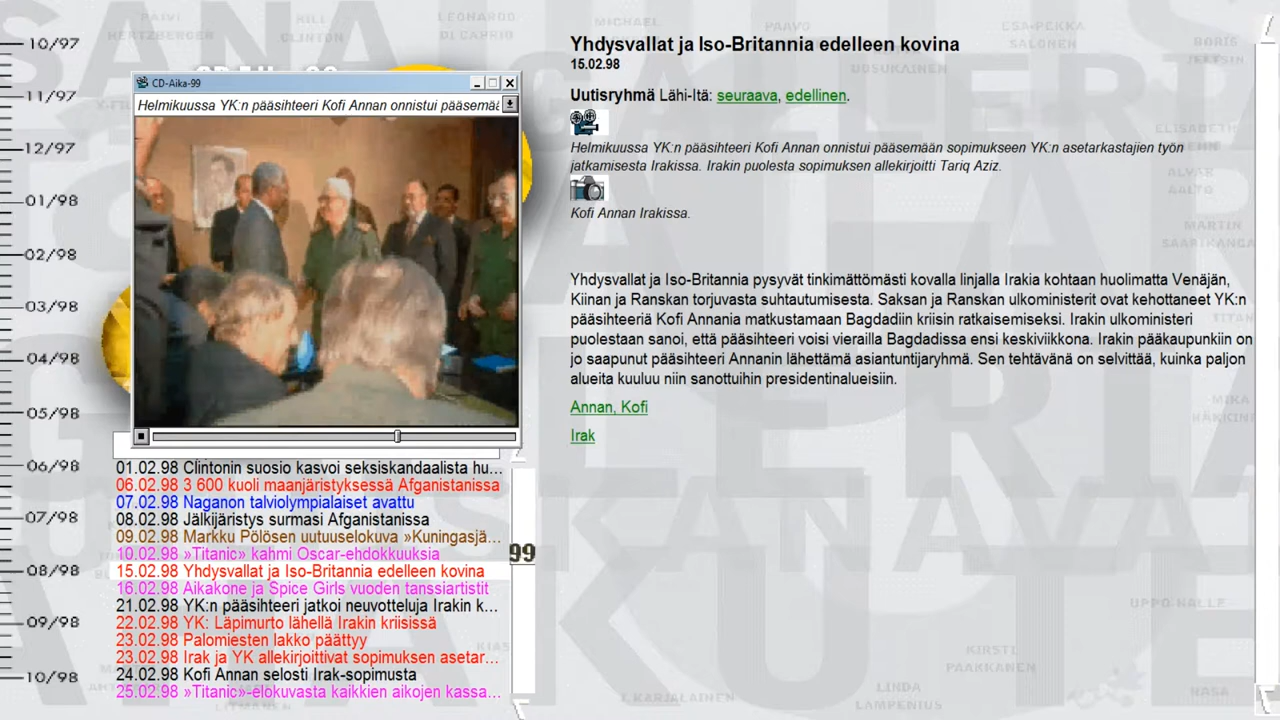 10/97
11/97
12/97
01/98
02/98
03/98
04/98
05/98
06/98
07/98
08/98
09/98
10/98
CD-Aika-99
Helmikuussa YK:n pääsihteeri Kofi Annan onnistui pääsemä
01.02.98 Clintonin suosio kasvoi seksiskandaalista hu...
06.02.98 3 600 kuoli maanjäristyksessä Afganistanissa
07.02.98 Naganon talviolympialaiset avattu
08.02.98 Jälkijäristys surmasi Afganistanissa
09.02.98 Markku Pölösen uutuuselokuva »Kuningasjä...
10.02.98 »Titanic» kahmi Oscar-ehdokkuuksia
15.02.98 Yhdysvallat ja Iso-Britannia edelleen kovina
16.02.98 Aikakone ja Spice Girls vuoden tanssiartistit
21.02.98 YK:n pääsihteeri jatkoi neuvotteluja Irakin k...
22.02.98 YK: Läpimurto lähellä Irakin kriisissä
23.02.98 Palomiesten lakko päättyy
23.02.98 Irak ja YK allekirjoittivat sopimuksen asetar...
24.02.98 Kofi Annan selosti Irak-sopimusta
25.02.98 »Titanic»-elokuvasta kaikkien aikojen kassa...
99
Yhdysvallat ja Iso-Britannia edelleen kovina
15.02.98
Uutisryhmä Lähi-Itä: seuraava, edellinen.
Helmikuussa YK:n pääsihteeri Kofi Annan onnistui pääsemään sopimukseen YK:n asetarkastajien työn
jatkamisesta Irakissa. Irakin puolesta sopimuksen allekirjoitti Tariq Aziz.
Kofi Annan Irakissa.
Yhdysvallat ja Iso-Britannia pysyvät tinkimättömästi kovalla linjalla Irakia kohtaan huolimatta Venäjän,
Kiinan ja Ranskan torjuvasta suhtautumisesta. Saksan ja Ranskan ulkoministerit ovat kehottaneet YK:n
pääsihteeriä Kofi Annania matkustamaan Bagdadiin kriisin ratkaisemiseksi. Irakin ulkoministeri
puolestaan sanoi, että pääsihteeri voisi vierailla Bagdadissa ensi keskiviikkona. Irakin pääkaupunkiin on
jo saapunut pääsihteeri Annanin lähettämä asiantuntijaryhmä. Sen tehtävänä on selvittää, kuinka paljon
alueita kuuluu niin sanottuihin presidentinalueisiin.
Annan, Kofi
Irak